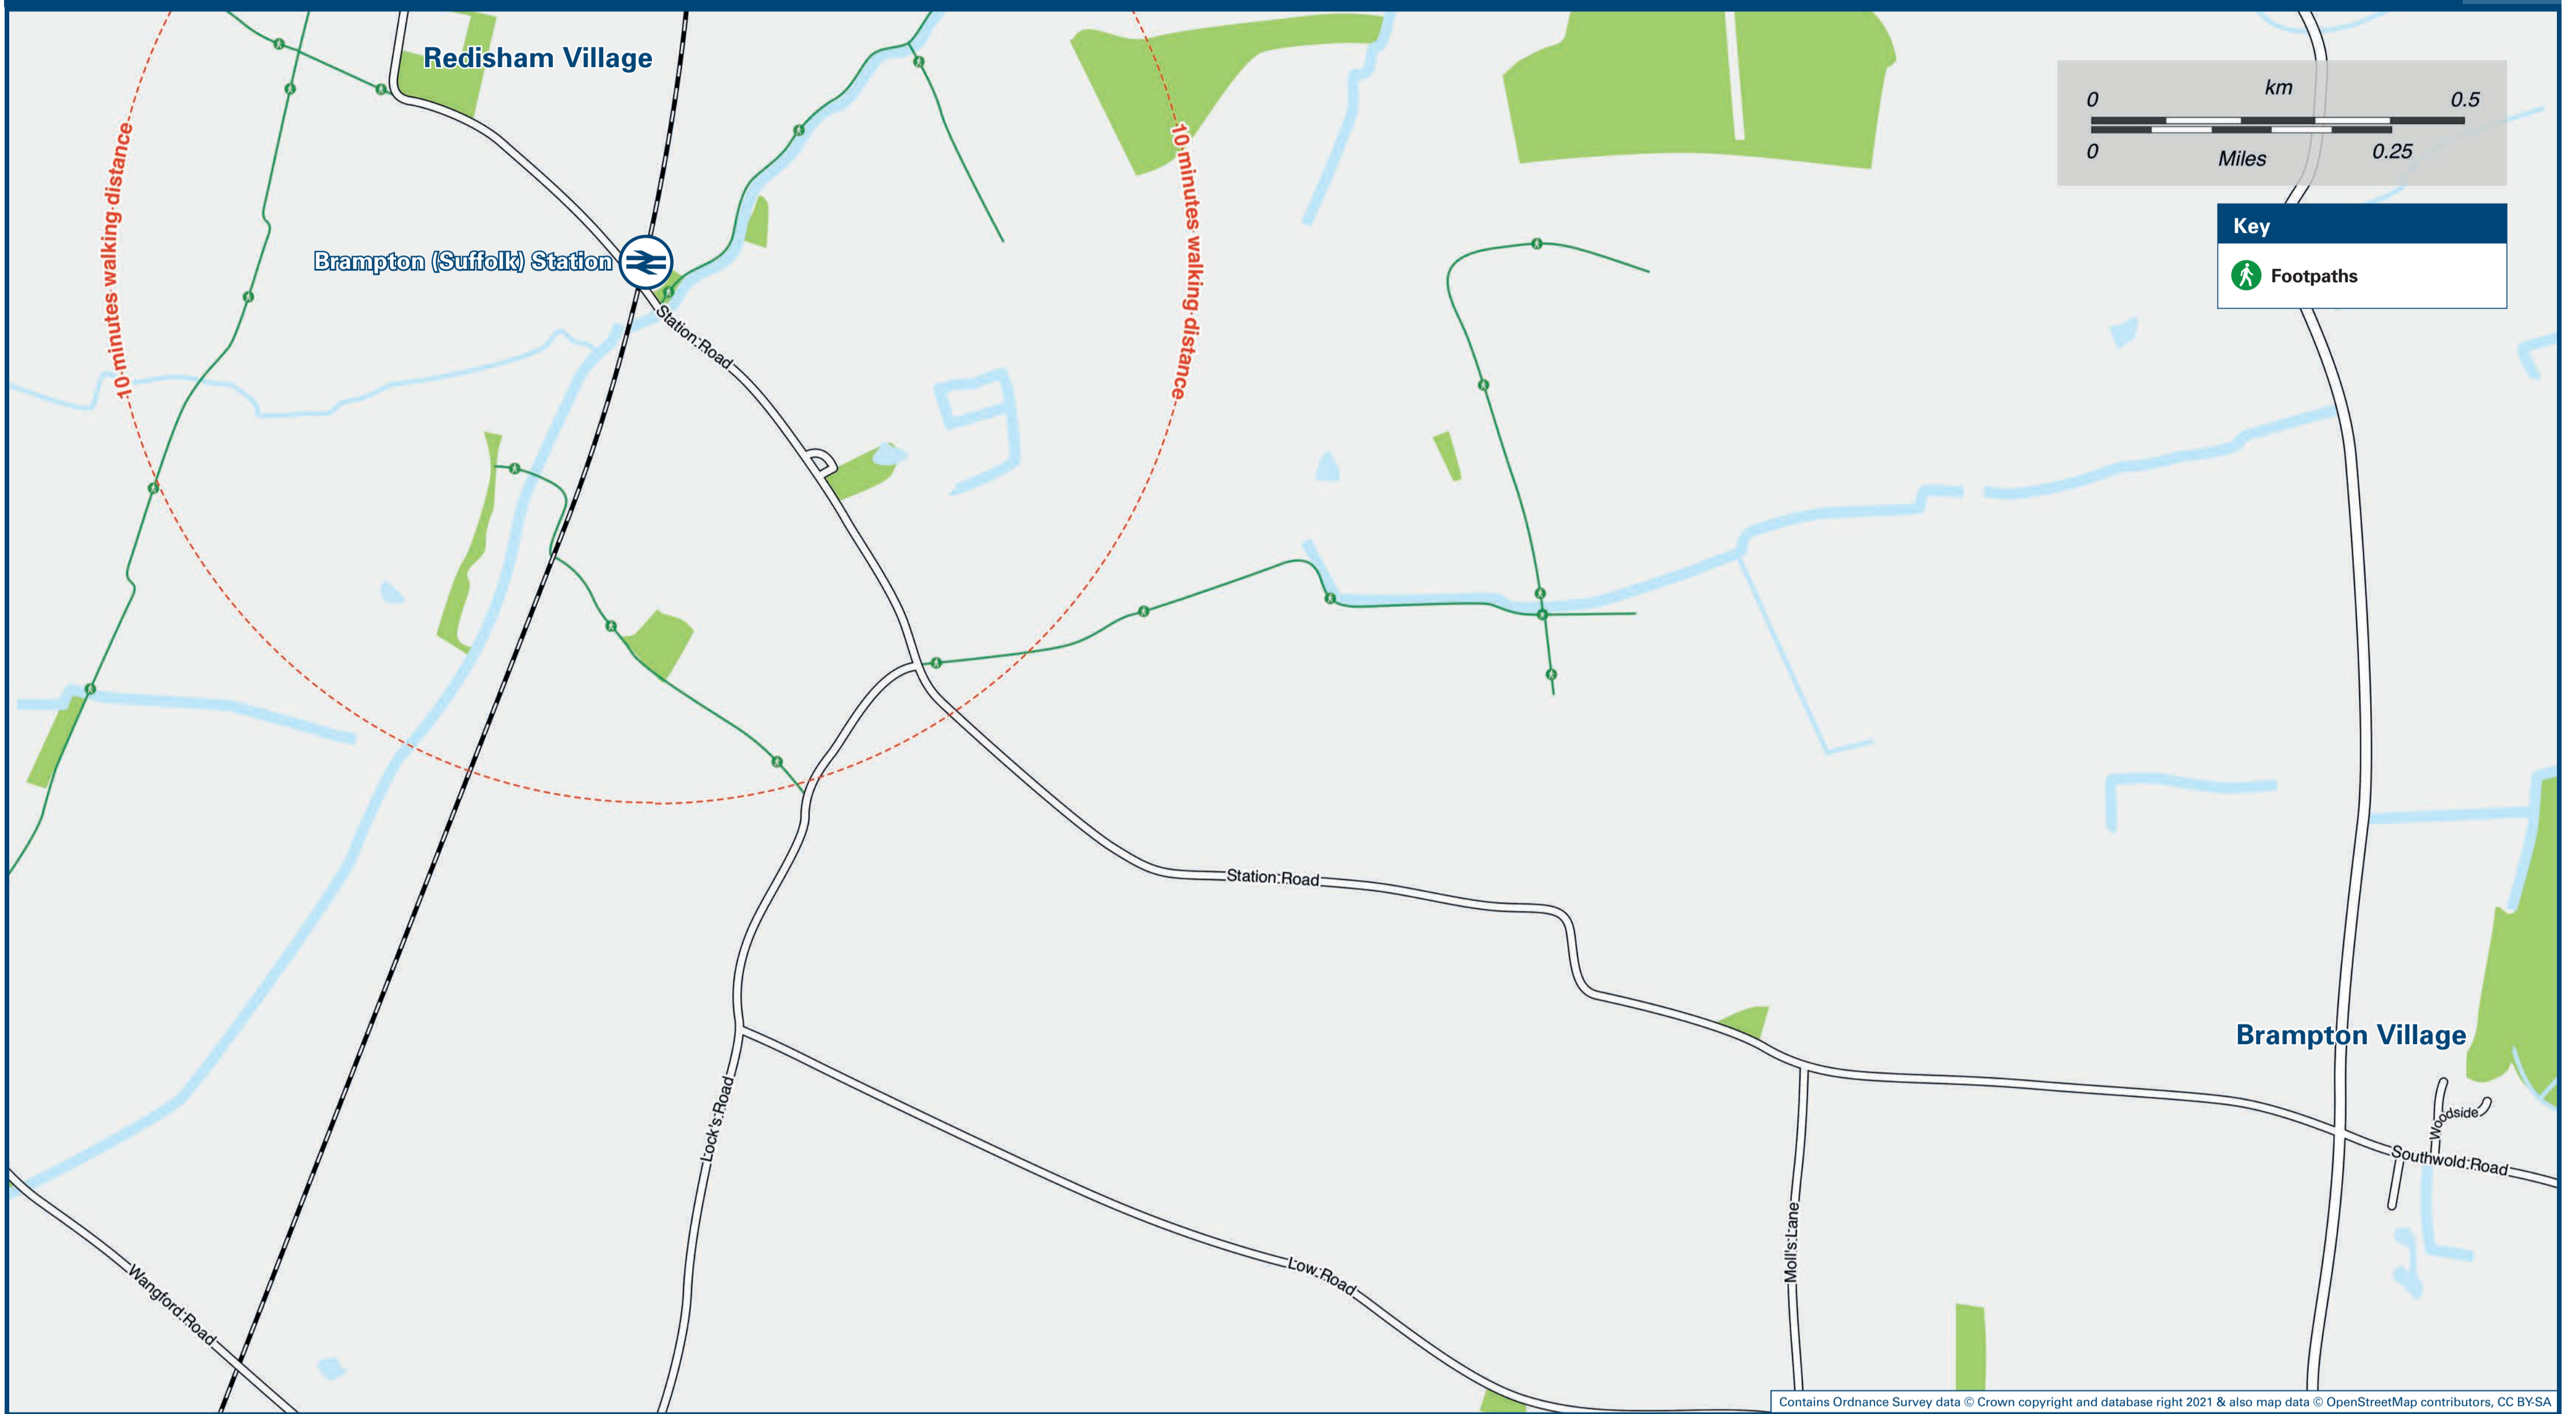 Redisham Village
km
0 0.5
0 Miles 0.25
10 minutes walking distance
10 minutes walking distance
Key
Footpaths
Brampton (Suffolk) Station
Station Road
Station Road
Brampton Village
Woodside
Southwold Road
Lock's Road
Moll's Lane
Low Road
Wangford Road
Contains Ordnance Survey data © Crown copyright and database right 2021 & also map data © OpenStreetMap contributors, CC BY-SA